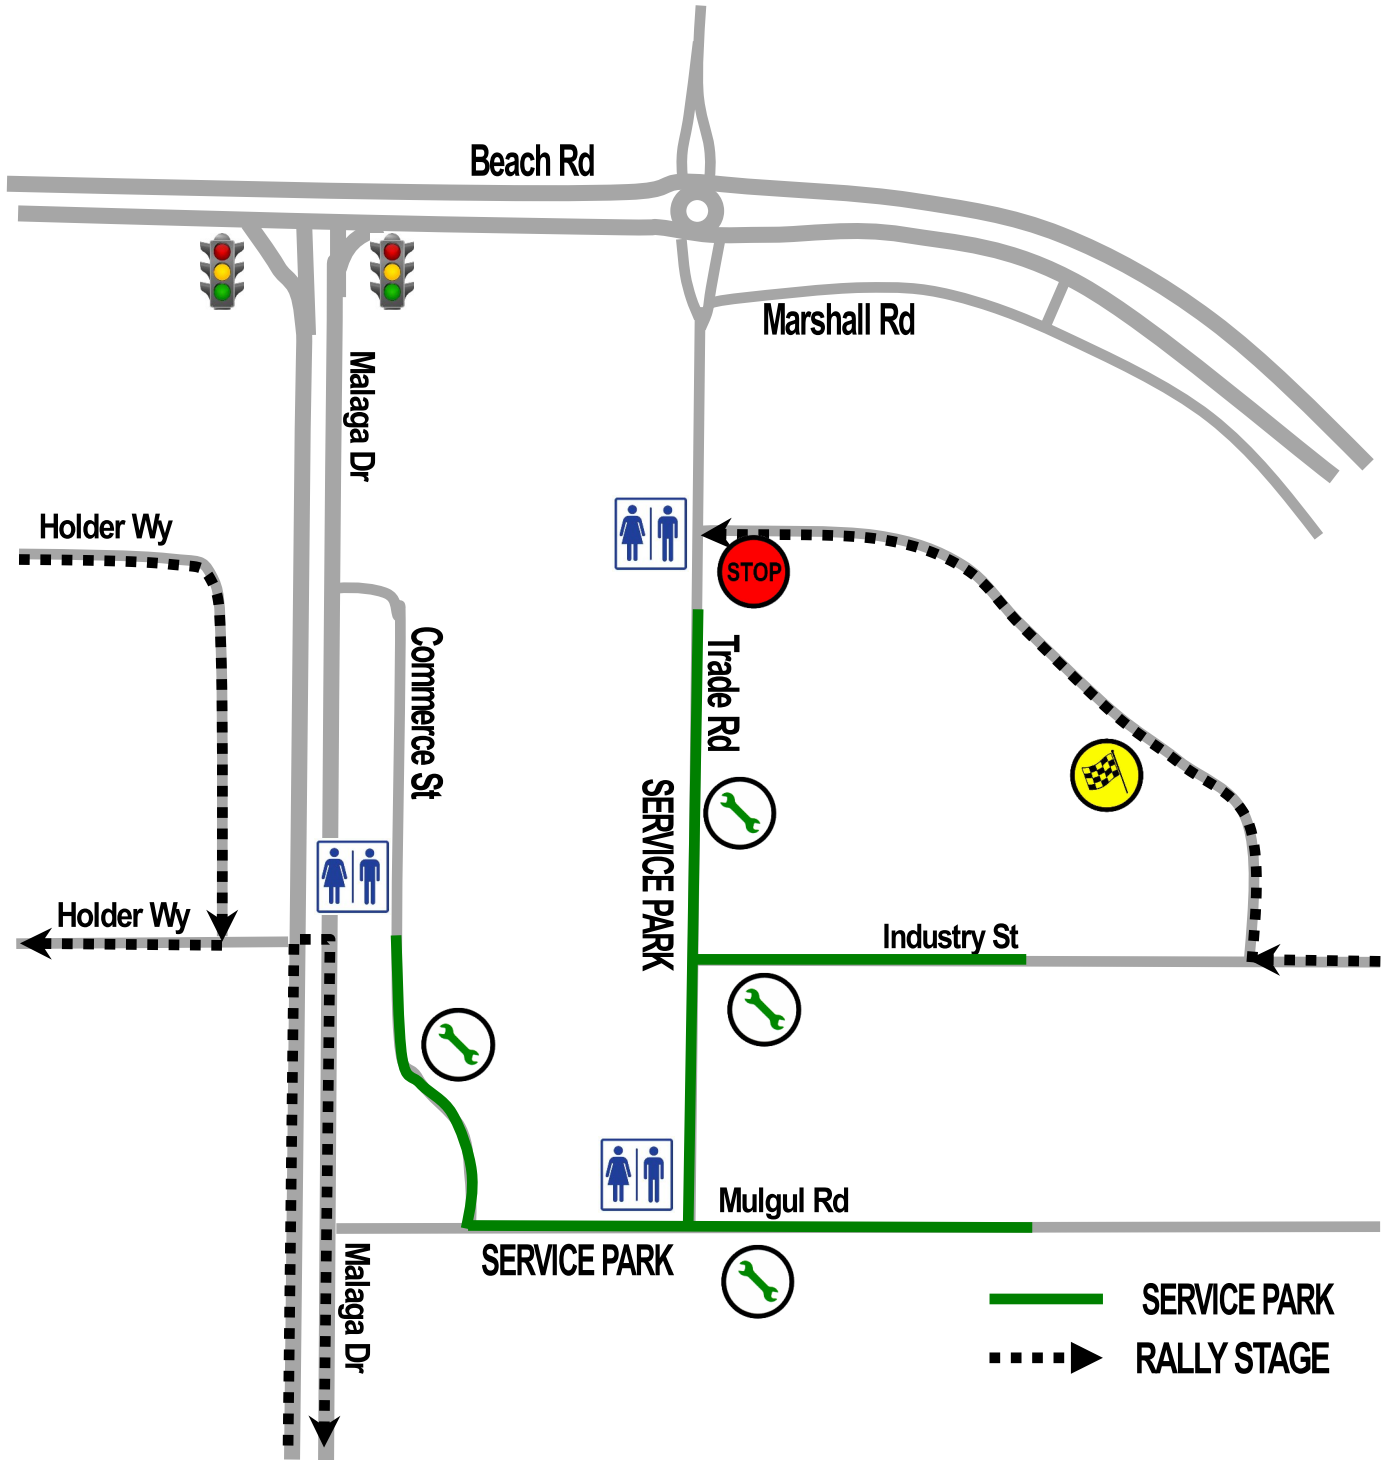 Beach Rd
Marshall Rd
Malaga Dr
Holder Wy
STOP
Commerce St
Trade Rd
SERVICE PARK
Holder Wy
Industry St
Mulgul Rd
SERVICE PARK
Malaga Dr
SERVICE PARK
RALLY STAGE